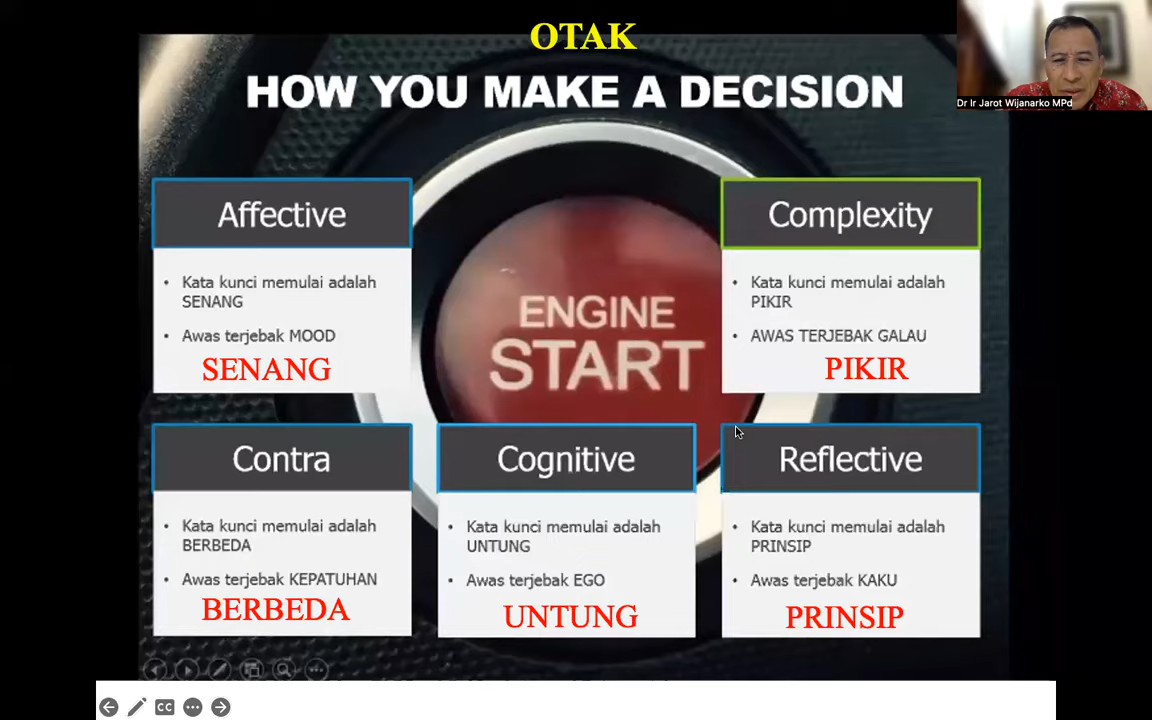 OTAK
HOW YOU MAKE A DECISION
Dr Ir Jarot Wijanarko MPd
Affective
• Kata kunci memulai adalah
SENANG
• Awas terjebak MOOD
SENANG
ENGINE
START
Complexity
• Kata kunci memulai adalah
PIKIR
• AWAS TERJEBAK GALAU
PIKIR
Contra
• Kata kunci memulai adalah
BERBEDA
• Awas terjebak KEPATUHAN
BERBEDA
Cognitive
• Kata kunci memulai adalah
UNTUNG
• Awas terjebak EGO
UNTUNG
Reflective
• Kata kunci memulai adalah
PRINSIP
• Awas terjebak KAKU
PRINSIP
CC